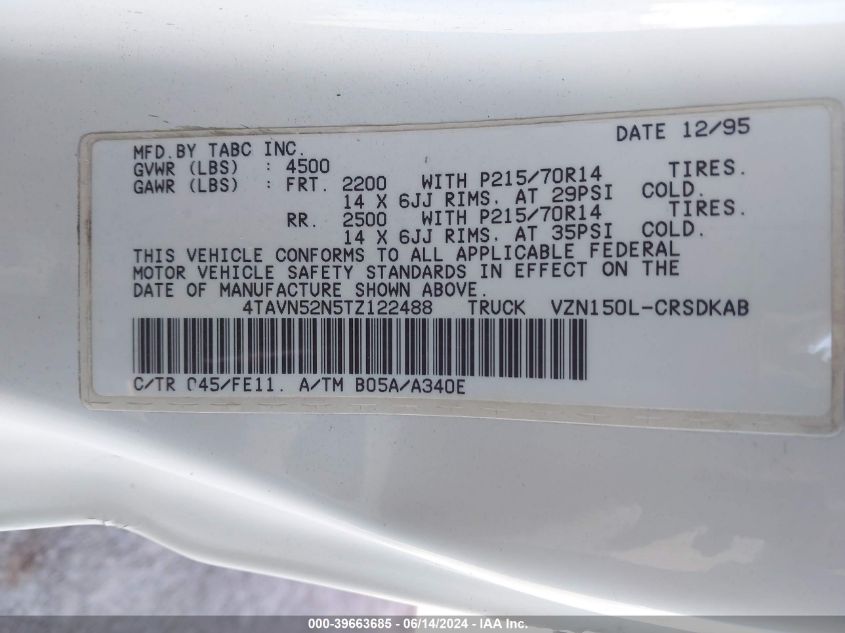 DATE 12/95
MFD.BY TABC INC.
GVWR (LBS) : 4500
GAWR (LBS) : FRT. 2200 WITH P215/70R14 TIRES.
14 X 6JJ RIMS. AT 29PSI COLD.
RR. 2500 WITH P215/70R14 TIRES.
14 X 6JJ RIMS. AT 35PSI COLD.
THIS VEHICLE CONFORMS TO ALL APPLICABLE FEDERAL
MOTOR VEHICLE SAFETY STANDARDS IN EFFECT ON THE
DATE OF MANUFACTURE SHOWN ABOVE.
4TAVN52N5TZ122488 TRUCK VZN150L-CRSDKAB
C/TR 045/FE11. A/TM B05A/A340E
000-39663685 - 06/14/2024 - IAA Inc.